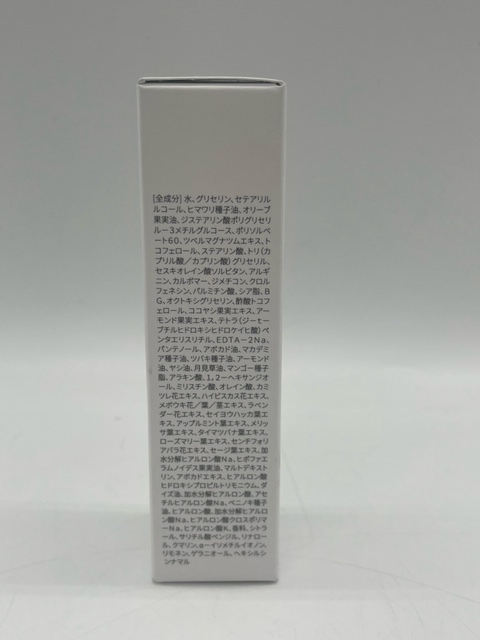 [全成分] 水、グリセリン、セテアリル
ルコール、ヒマワリ種子油、オリーブ
果実油、ジステアリン酸ポリグリセリ
ル－3メチルグルコース、ポリソルベ
ート60、ツベルマグナツムエキス、ト
コフェロール、ステアリン酸、トリ（カ
プリル酸／カプリン酸）グリセリル、
セスキオレイン酸ソルビタン、アルギ
ニン、カルボマー、ジメチコン、クロル
フェネシン、パルミチン酸、シア脂、B
G、オクトキシグリセリン、酢酸トコフ
ェロール、ココヤシ果実エキス、アー
モンド果実エキス、テトラ（ジーtーブ
チルヒドロキシヒドロケイヒ酸）ペ
ンタエリスリチル、EDTA－2Na、
パンテノール、アボカド油、マカデミ
ア種子油、ツバキ種子油、アーモンド
油、ヤシ油、月見草油、マンゴー種子
脂、アラキン酸、1，2－ヘキサンジオ
ール、ミリスチン酸、オレイン酸、カミ
ツレ花エキス、ハイビスカス花エキス、
メボウキ花／葉／茎エキス、ラベン
ダー花エキス、セイヨウハッカ葉エ
キス、アップルミント葉エキス、メリッ
サ葉エキス、タイマツバナ葉エキス、
ローズマリー葉エキス、センチフォリ
アバラ花エキス、セージ葉エキス、加
水分解ヒアルロン酸Na、ヒポファエ
ラムノイデス果実油、マルトデキスト
リン、アボカドエキス、ヒアルロン酸
ヒドロキシプロピルトリモニウム、ダ
イズ油、加水分解ヒアルロン酸、アセ
チルヒアルロン酸Na、ベニノキ種子
油、ヒアルロン酸、加水分解ヒアルロ
ン酸Na、ヒアルロン酸クロスポリマ
ーNa、ヒアルロン酸K、香料、シトラ
ール、サリチル酸ベンジル、リナロー
ル、クマリン、α－イソメチルイオノン、
リモネン、ゲラニオール、ヘキシルシ
ンナマル